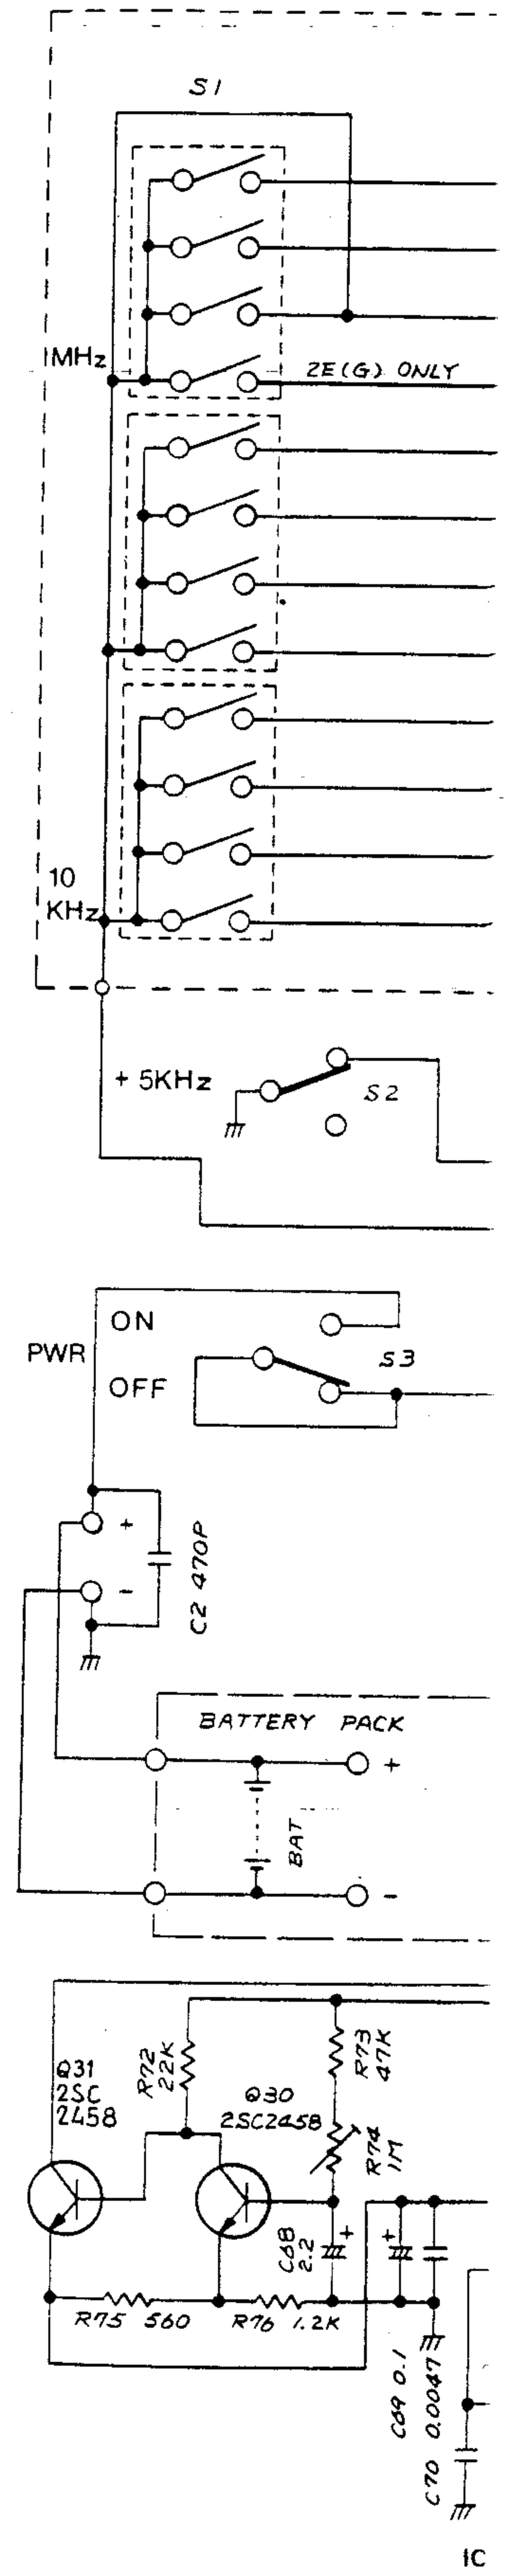 S1
1MHz
2E(G) ONLY
10
KHz
+ 5KHz
S2
ON
PWR
OFF
S3
+
-
C2 470P
BATTERY PACK
+
BAT
-
R72
22K
R73
47K
Q31
2SC
2458
Q30
2SC2458
R74
1M
C68
2.2
+
+
R75 560
R76 1.2K
C69 0.1
C70 0.0047
IC